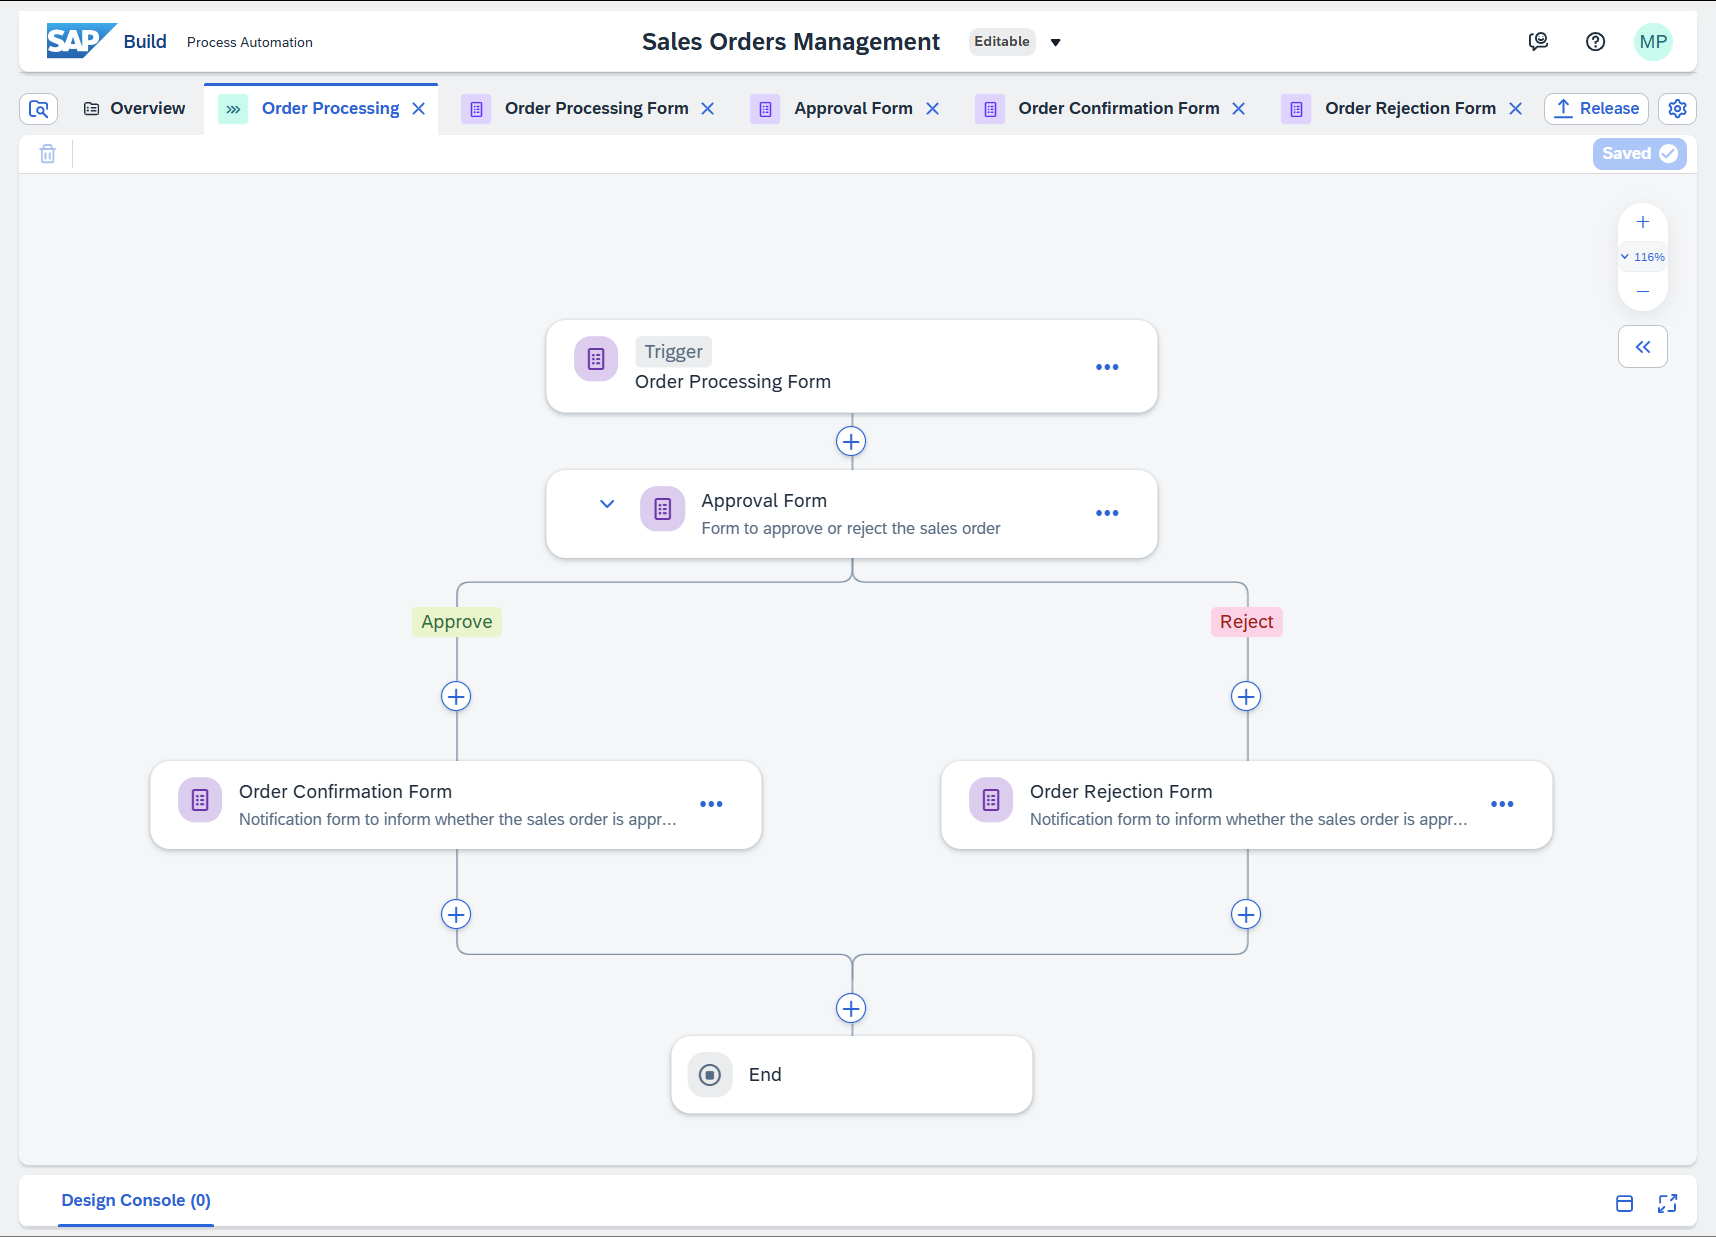 SAP Build Process Automation
Sales Orders Management Editable
MP
Overview
Order Processing
Order Processing Form
Approval Form
Order Confirmation Form
Order Rejection Form
Release
Saved
116%
Trigger
Order Processing Form
Approval Form
Form to approve or reject the sales order
Approve
Reject
Order Confirmation Form
Notification form to inform whether the sales order is appr...
Order Rejection Form
Notification form to inform whether the sales order is appr...
End
Design Console (0)